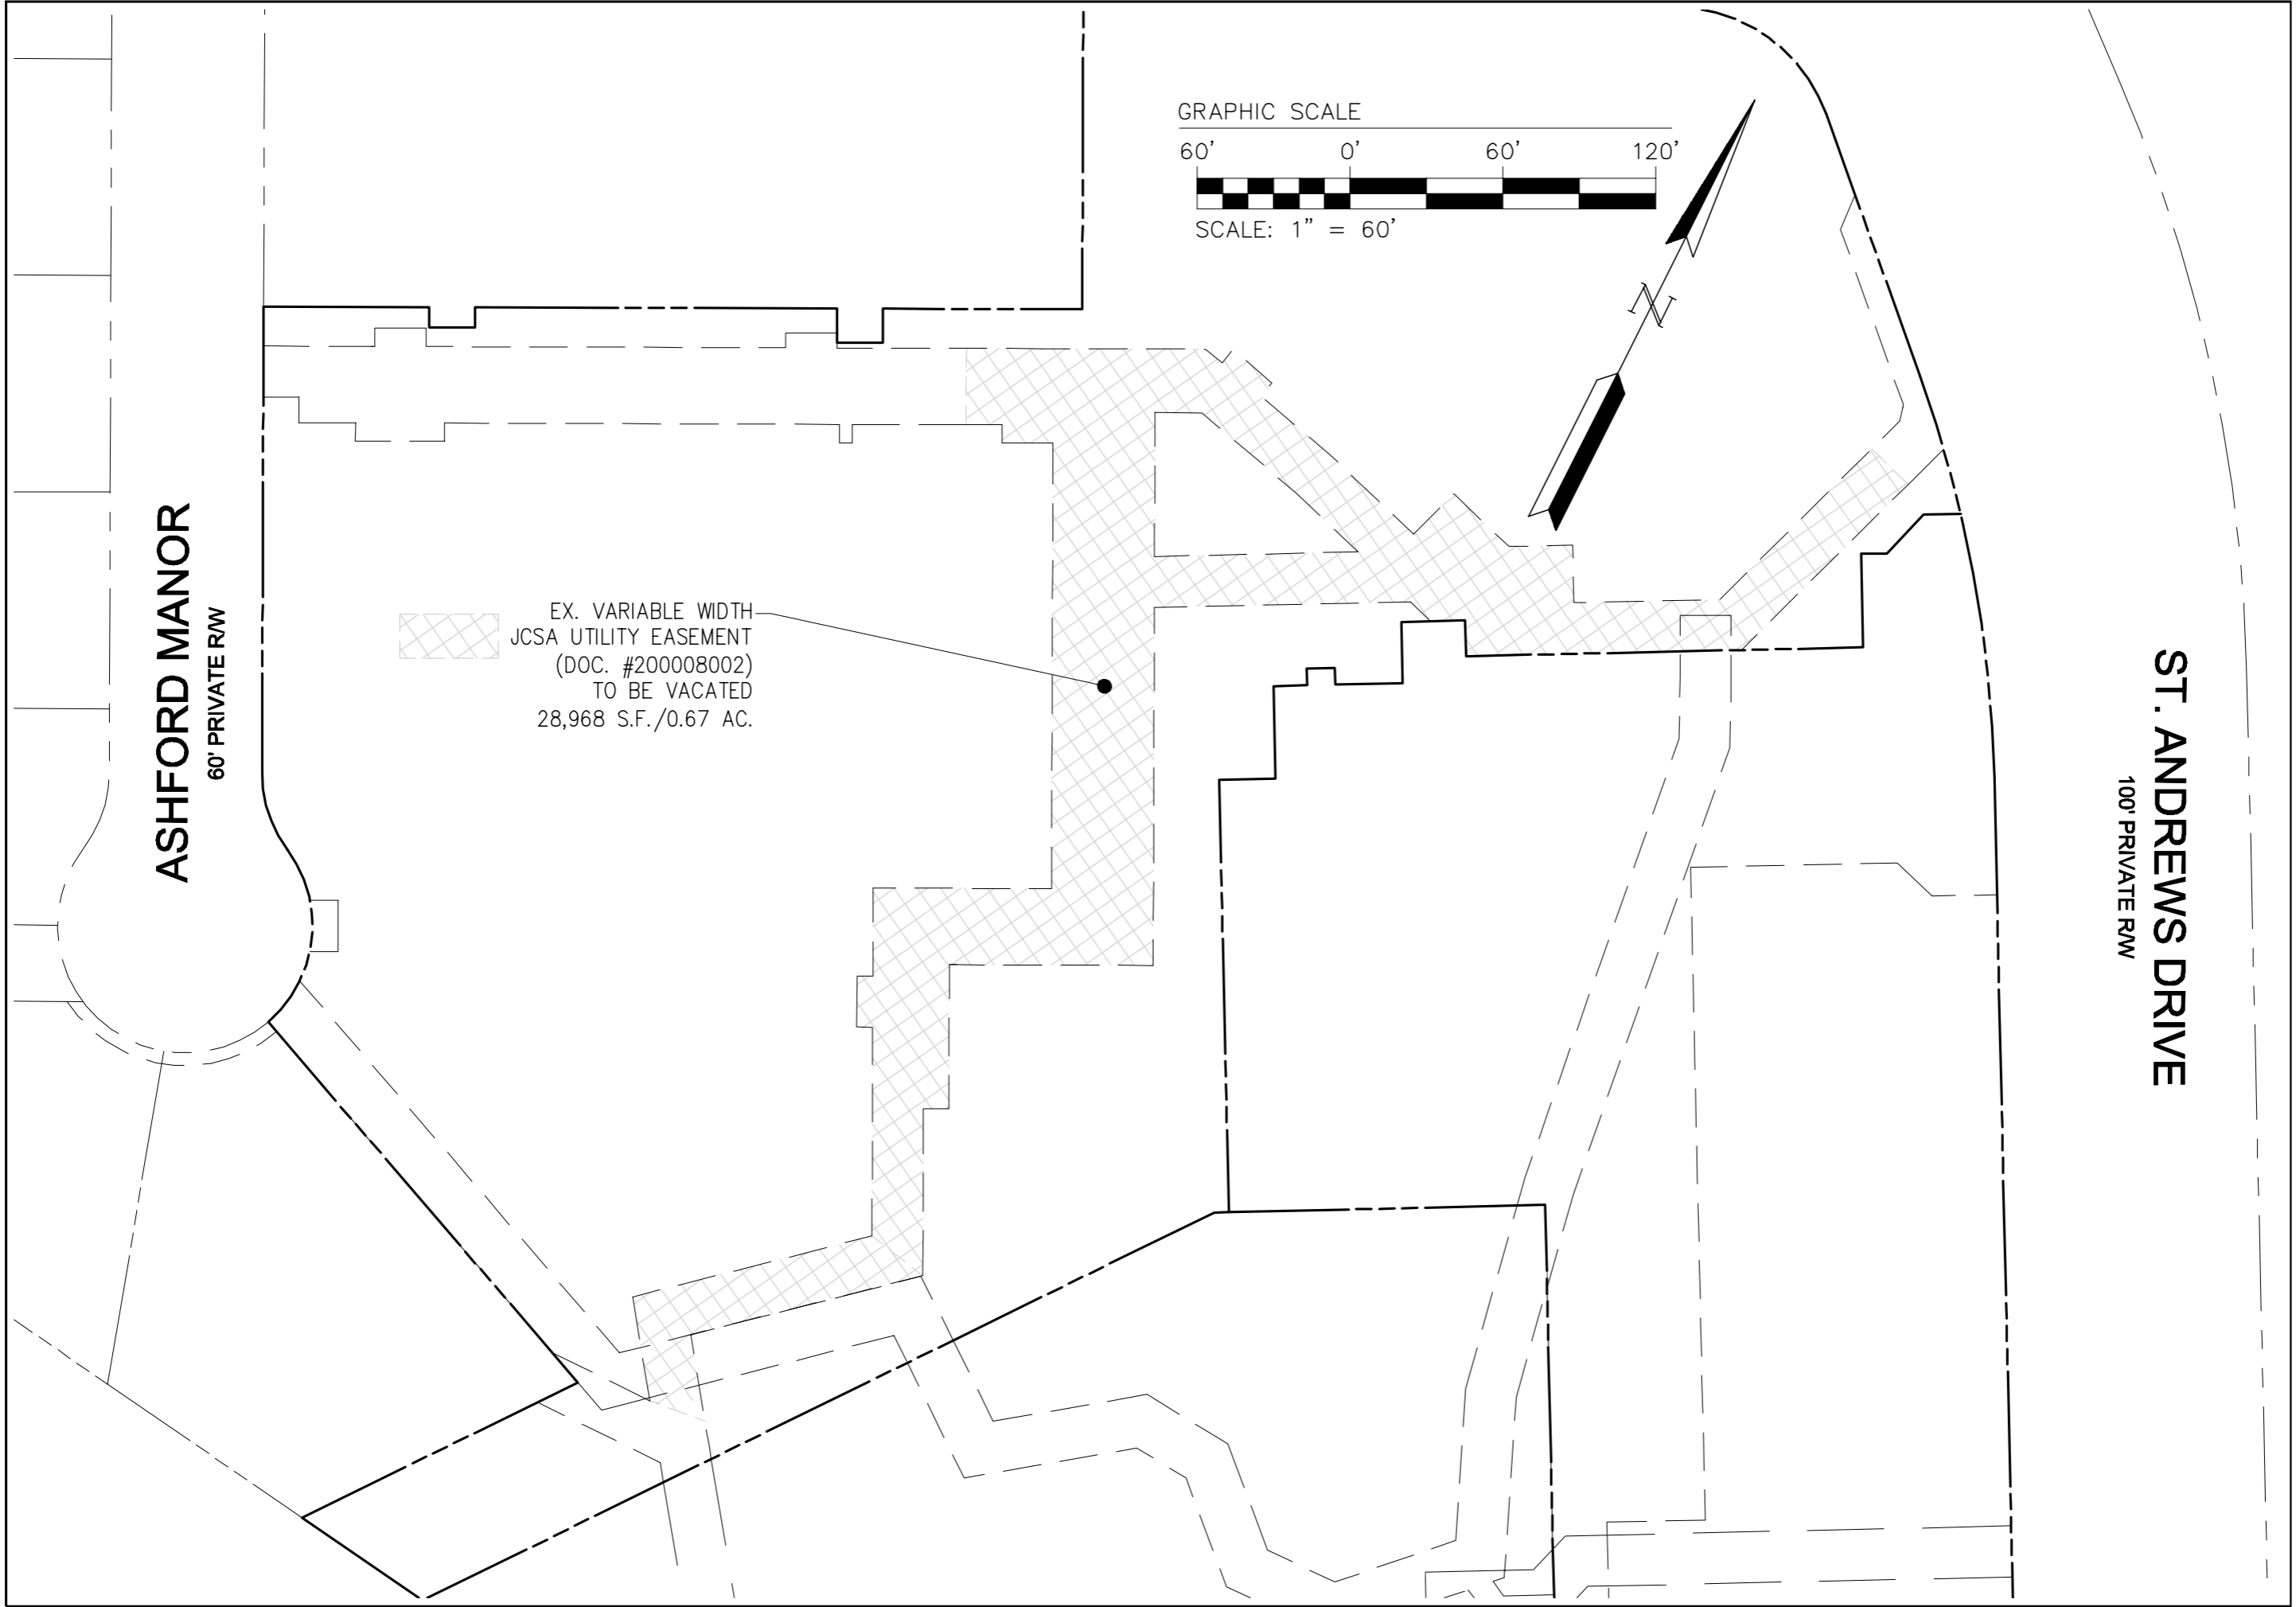 GRAPHIC SCALE
60' 0' 60' 120'
SCALE: 1" = 60'
N
EX. VARIABLE WIDTH
JCSA UTILITY EASEMENT
(DOC. #200008002)
TO BE VACATED
28,968 S.F./0.67 AC.
ASHFORD MANOR
60' PRIVATE R/W
ST. ANDREWS DRIVE
100' PRIVATE R/W